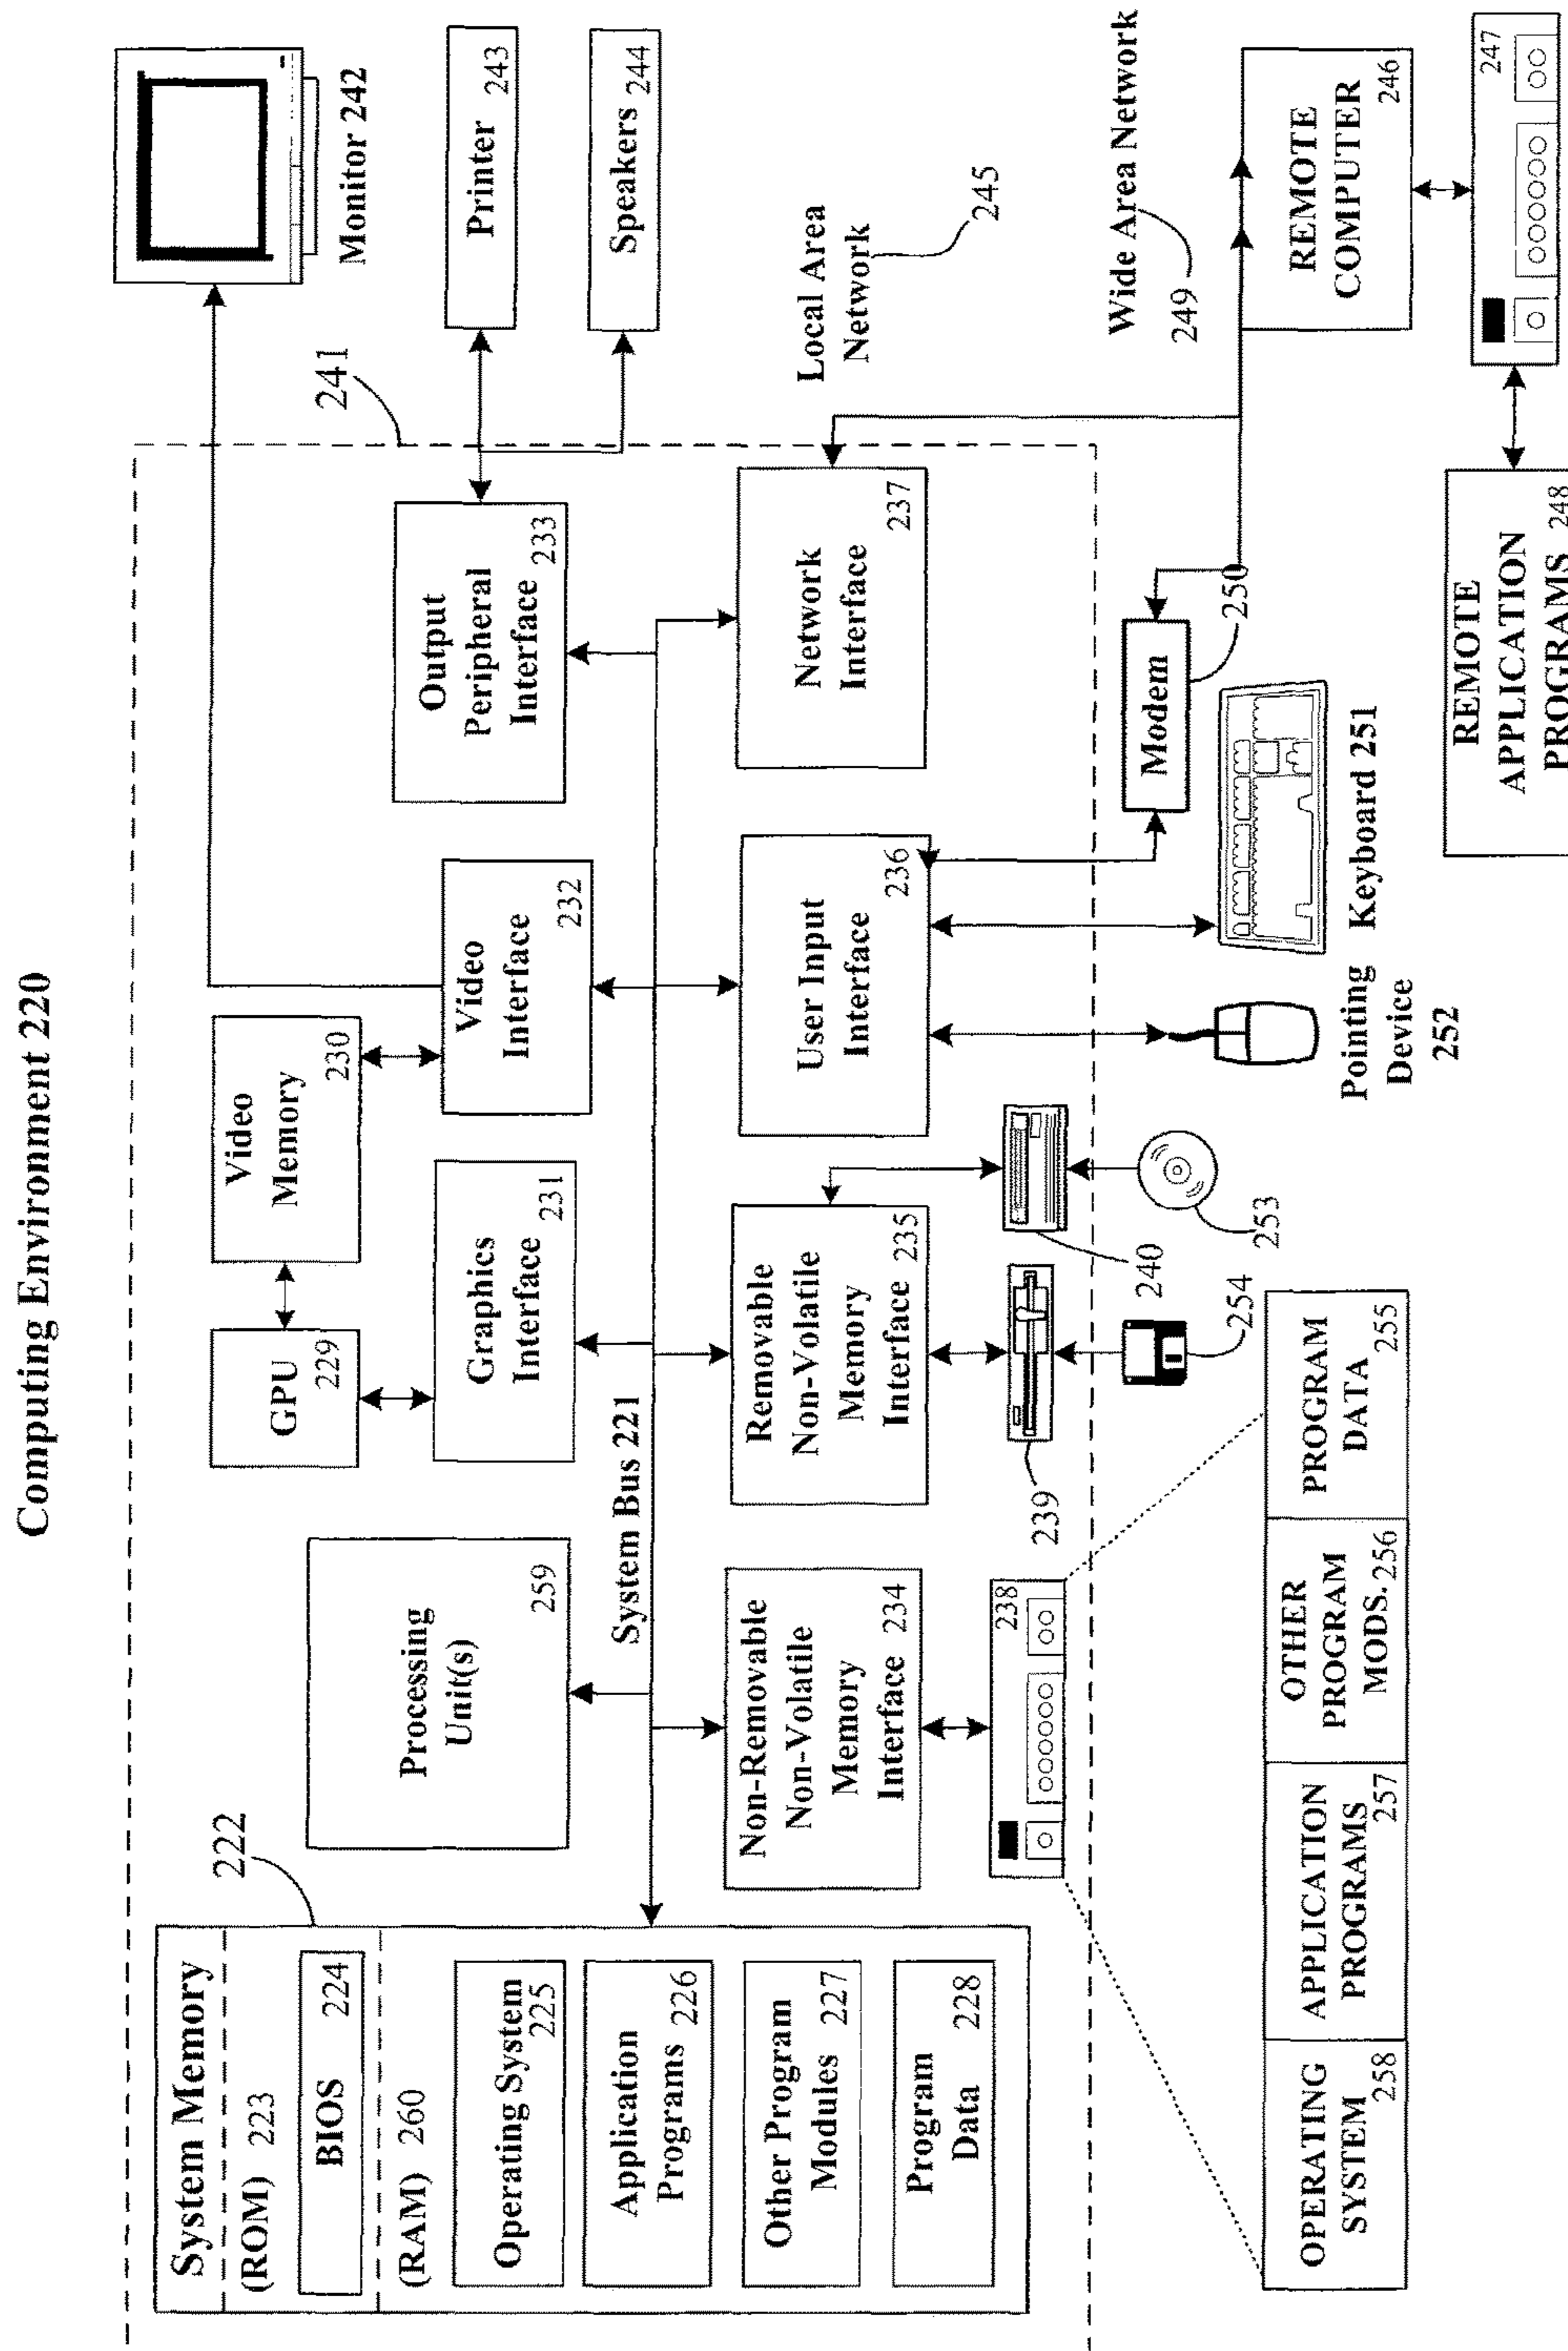 Computing Environment 220
System Memory
222
(ROM) 223
BIOS 224
(RAM) 260
Operating System
225
Application
Programs 226
Other Program
Modules 227
Program
Data 228
Processing
Unit(s)
259
System Bus 221
GPU
229
Video
Memory
230
Graphics
Interface 231
Video
Interface
232
Output
Peripheral
Interface 233
241
Monitor 242
Printer 243
Speakers 244
Non-Removable
Non-Volatile
Memory
Interface 234
Removable
Non-Volatile
Memory
Interface 235
User Input
Interface
236
Network
Interface
237
Local Area
Network
245
238
239
240
254
253
Pointing
Device
252
Keyboard 251
Modem
250
Wide Area Network
249
REMOTE
COMPUTER
246
247
REMOTE
APPLICATION
PROGRAMS 248
OPERATING
SYSTEM
258
APPLICATION
PROGRAMS
257
OTHER
PROGRAM
MODS. 256
PROGRAM
DATA
255